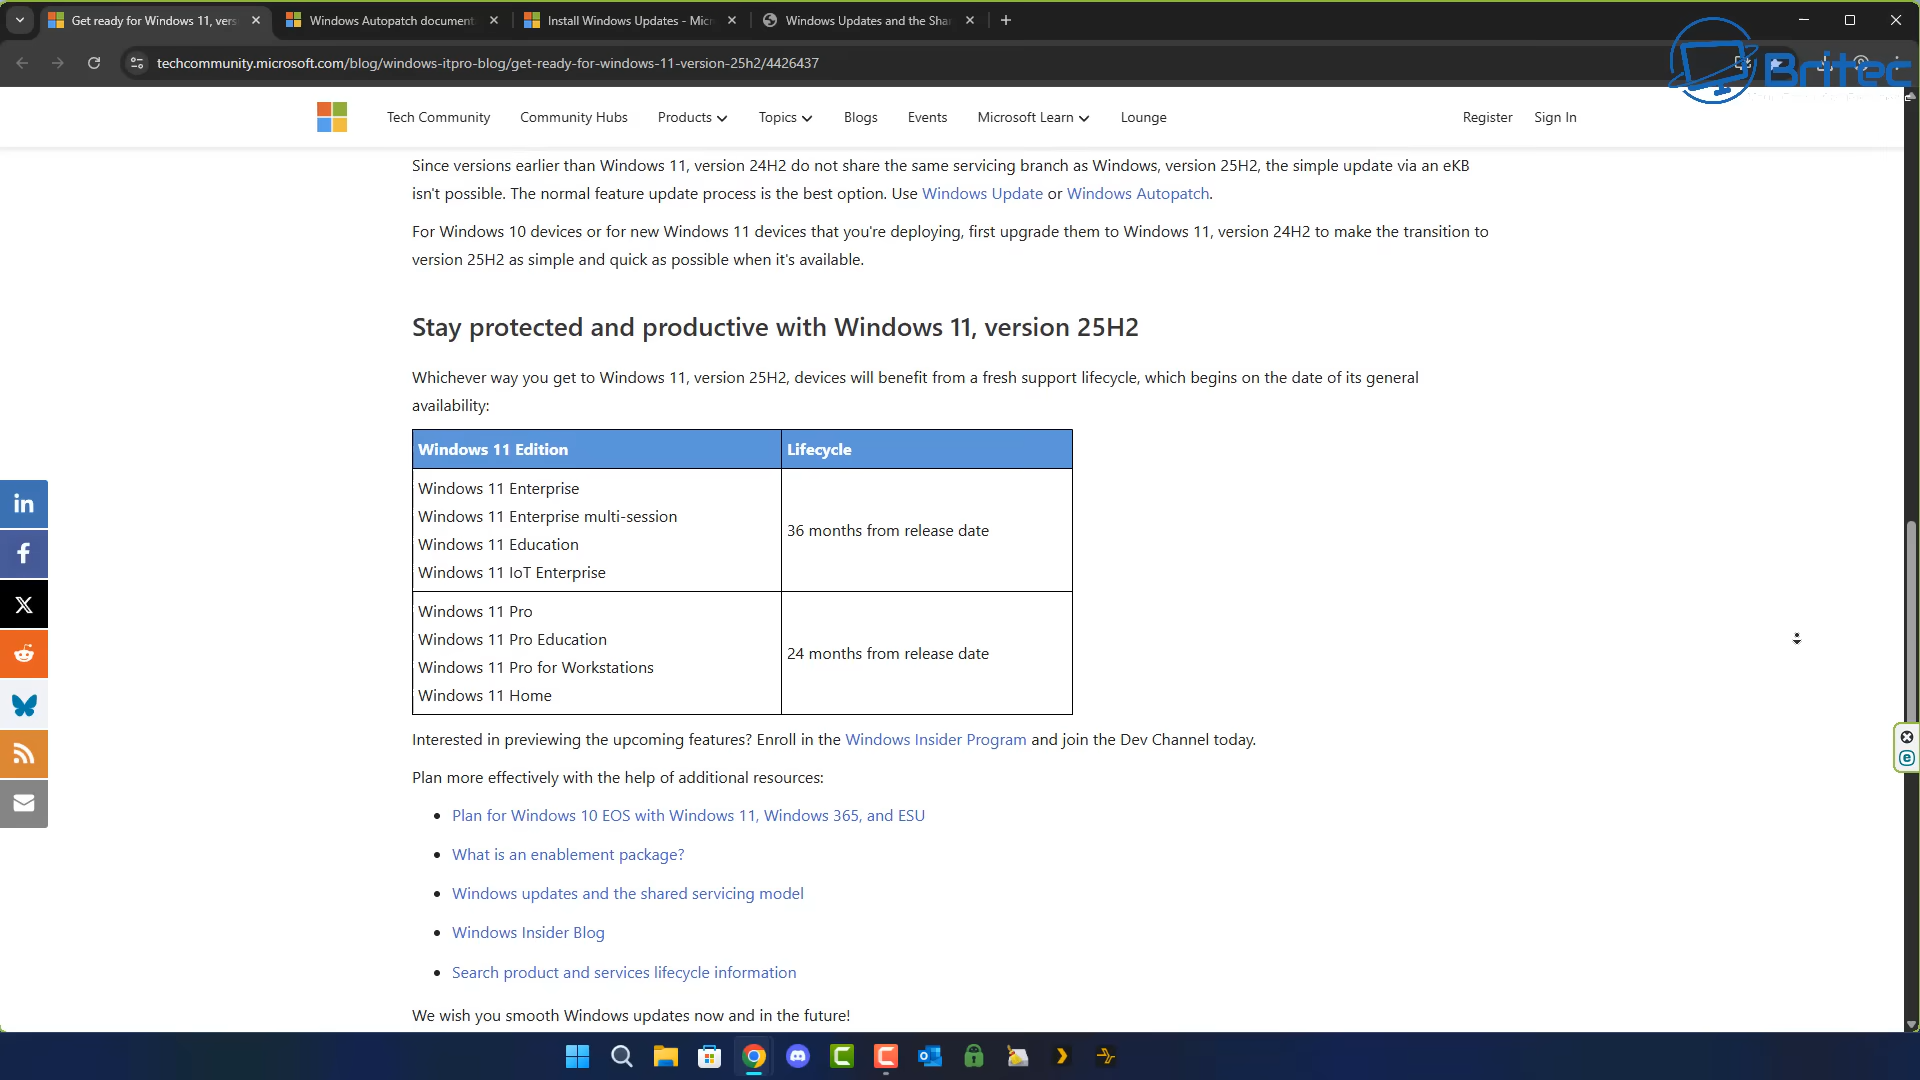 Get ready for Windows 11, vers
Windows Autopatch document
Install Windows Updates - Micr
Windows Updates and the Shar
techcommunity.microsoft.com/blog/windows-itpro-blog/get-ready-for-windows-11-version-25h2/4426437
Britec
Tech Community
Community Hubs
Products
Topics
Blogs
Events
Microsoft Learn
Lounge
Register
Sign In
Since versions earlier than Windows 11, version 24H2 do not share the same servicing branch as Windows, version 25H2, the simple update via an eKB
isn't possible. The normal feature update process is the best option. Use Windows Update or Windows Autopatch.
For Windows 10 devices or for new Windows 11 devices that you're deploying, first upgrade them to Windows 11, version 24H2 to make the transition to
version 25H2 as simple and quick as possible when it's available.
Stay protected and productive with Windows 11, version 25H2
Whichever way you get to Windows 11, version 25H2, devices will benefit from a fresh support lifecycle, which begins on the date of its general
availability:
Windows 11 Edition
Lifecycle
Windows 11 Enterprise
Windows 11 Enterprise multi-session
Windows 11 Education
Windows 11 IoT Enterprise
36 months from release date
Windows 11 Pro
Windows 11 Pro Education
Windows 11 Pro for Workstations
Windows 11 Home
24 months from release date
Interested in previewing the upcoming features? Enroll in the Windows Insider Program and join the Dev Channel today.
Plan more effectively with the help of additional resources:
Plan for Windows 10 EOS with Windows 11, Windows 365, and ESU
What is an enablement package?
Windows updates and the shared servicing model
Windows Insider Blog
Search product and services lifecycle information
We wish you smooth Windows updates now and in the future!